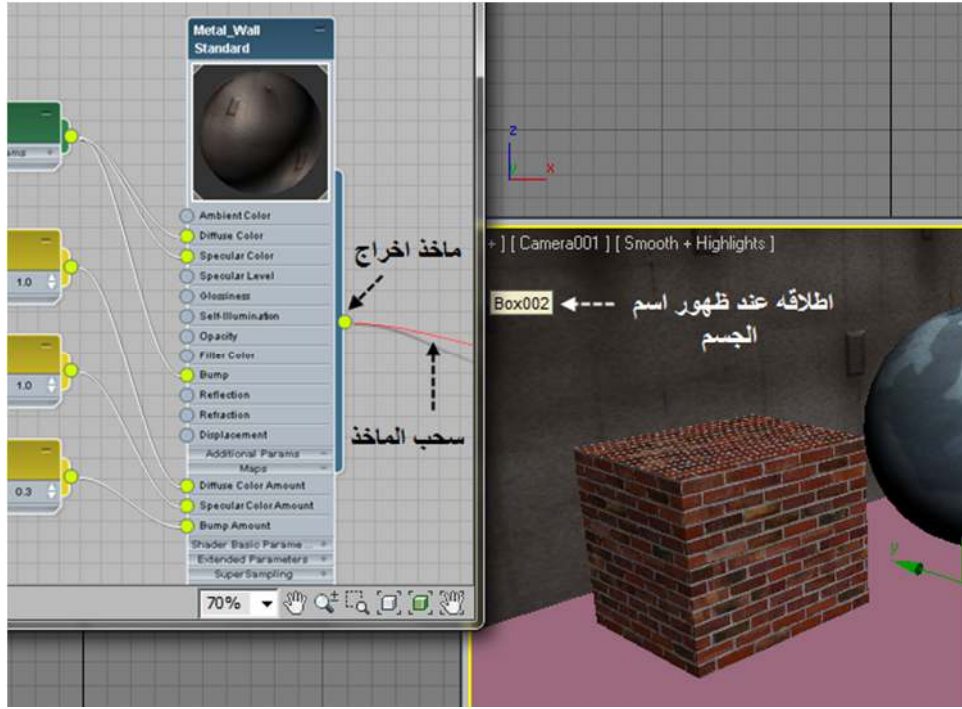 Metal_Wall
Standard
ams
Ambient Color
Diffuse Color
Specular Color
Specular Level
Glossiness
Self-Illumination
Opacity
Filter Color
Bump
Reflection
Refraction
Displacement
Additional Params
Maps
Diffuse Color Amount
Specular Color Amount
Bump Amount
Shader Basic Parame...
Extended Parameters
SuperSampling
1.0
1.0
0.3
70%
ماخذ اخراج
سحب الماخذ
z
y
x
+ ] [ Camera001 ] [ Smooth + Highlights ]
Box002
اطلاقه عند ظهور اسم
الجسم
y